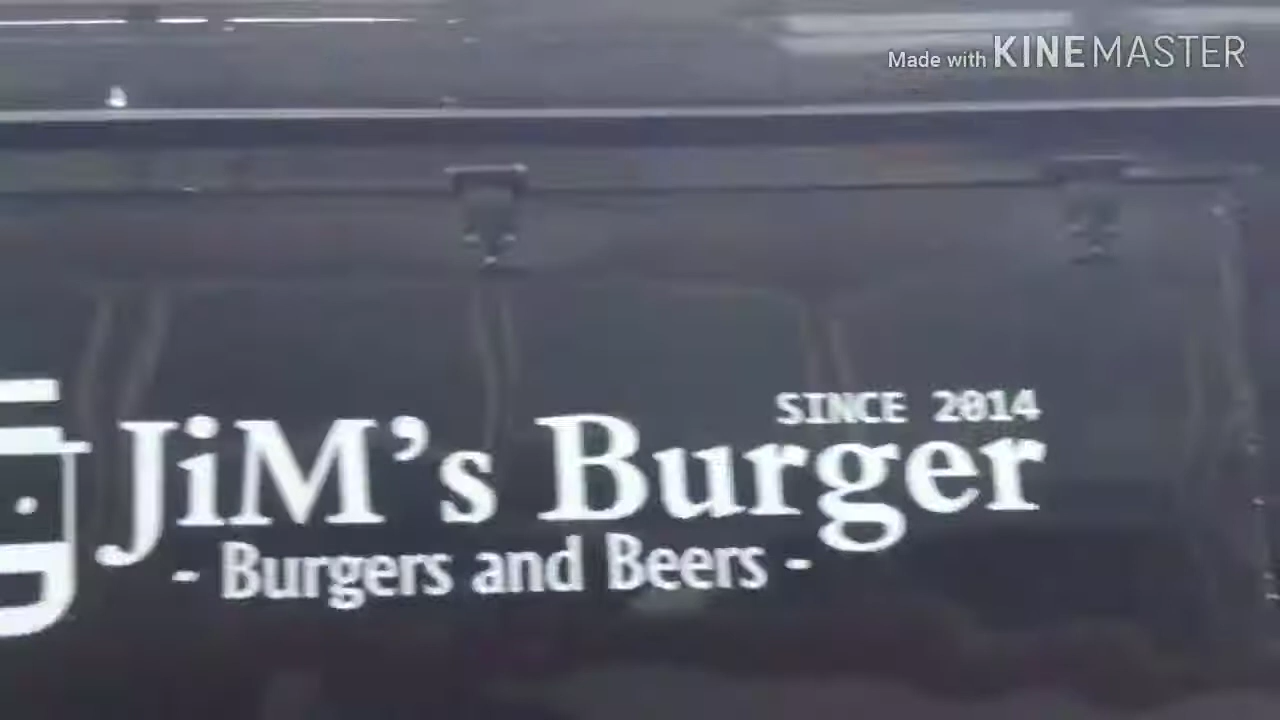 Made with KINEMASTER
SINCE 2014
JiM's Burger
- Burgers and Beers -